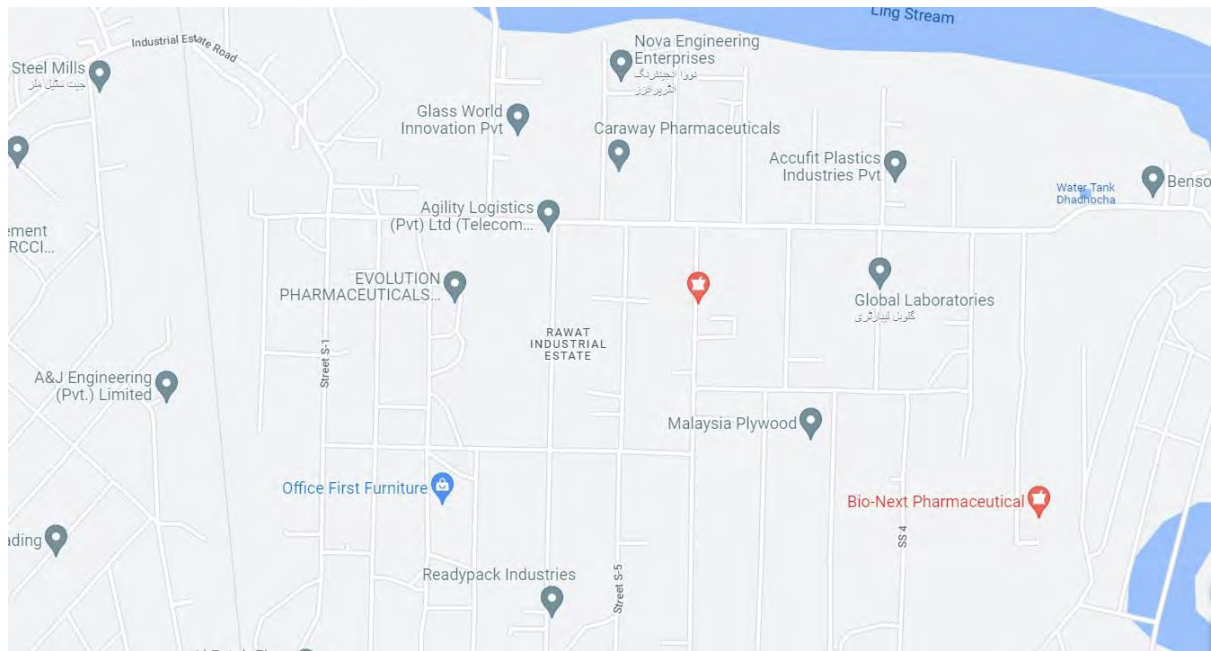 Ling Stream
Industrial Estate Road
Nova Engineering
Enterprises
نووا انجینئرنگ
انٹرپرائزز
Steel Mills
جیت سٹیل ملز
Glass World
Innovation Pvt
Caraway Pharmaceuticals
Accufit Plastics
Industries Pvt
Water Tank
Dhadhocha
Benso
Agility Logistics
(Pvt) Ltd (Telecom...
ement
RCCI...
EVOLUTION
PHARMACEUTICALS...
Global Laboratories
گلوبل لیبارٹری
RAWAT
INDUSTRIAL
ESTATE
Street S-1
A&J Engineering
(Pvt.) Limited
Malaysia Plywood
Office First Furniture
Bio-Next Pharmaceutical
SS 4
ading
Readypack Industries
Street S-5